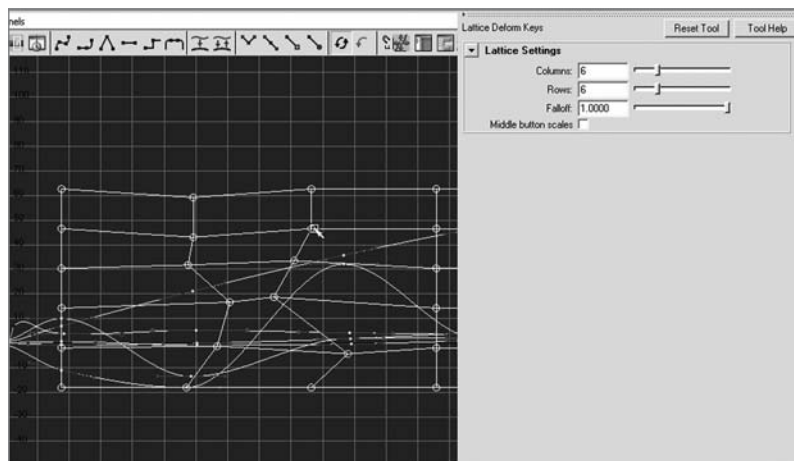 nels
Lattice Deform Keys
Reset Tool
Tool Help
Lattice Settings
Columns: 6
Rows: 6
Falloff: 1.0000
Middle button scales